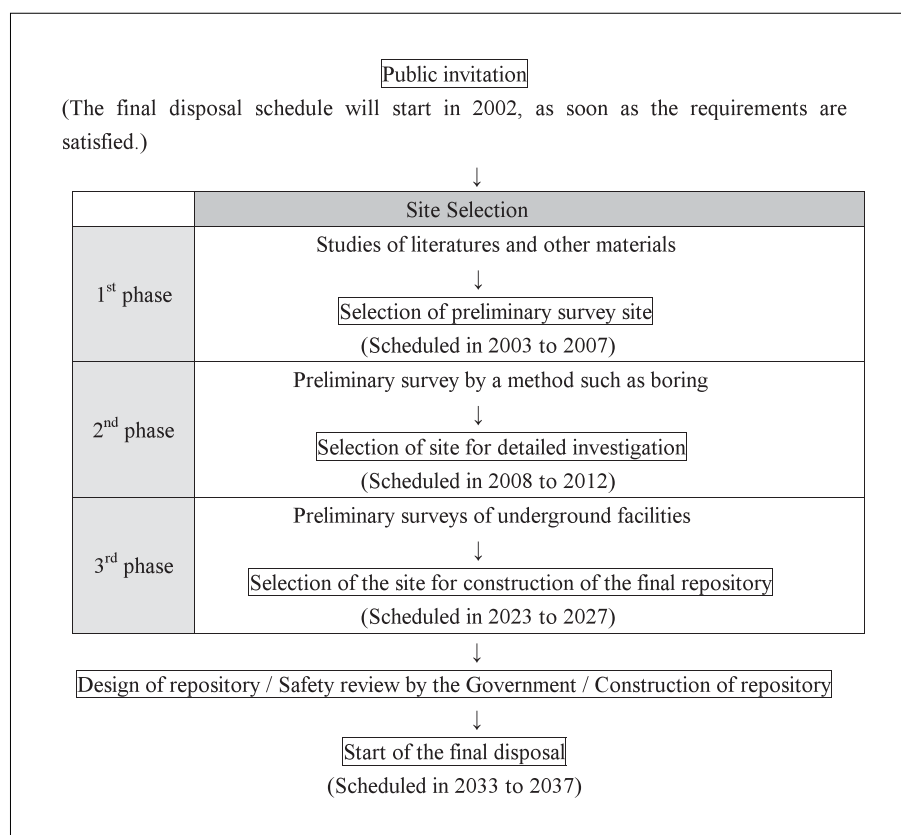 Public invitation
(The final disposal schedule will start in 2002, as soon as the requirements are
satisfied.)
↓
Site Selection
1st phase
Studies of literatures and other materials
↓
Selection of preliminary survey site
(Scheduled in 2003 to 2007)
2nd phase
Preliminary survey by a method such as boring
↓
Selection of site for detailed investigation
(Scheduled in 2008 to 2012)
3rd phase
Preliminary surveys of underground facilities
↓
Selection of the site for construction of the final repository
(Scheduled in 2023 to 2027)
↓
Design of repository / Safety review by the Government / Construction of repository
↓
Start of the final disposal
(Scheduled in 2033 to 2037)